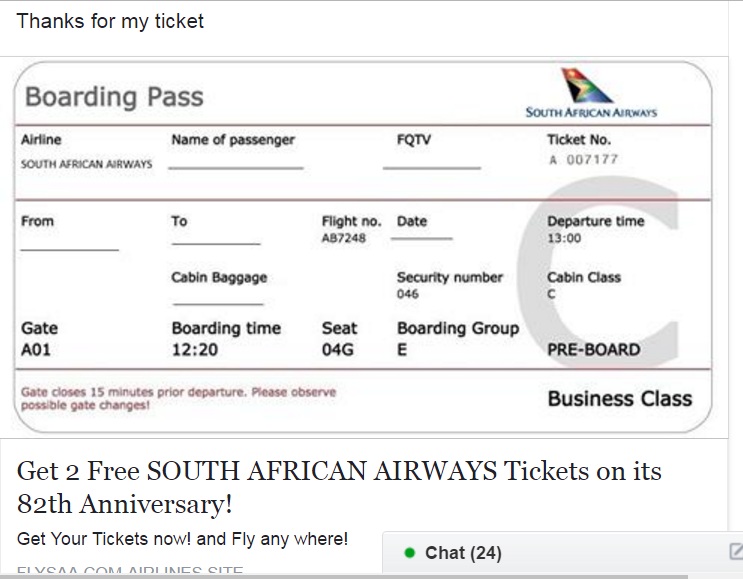 Thanks for my ticket
Boarding Pass
SOUTH AFRICAN AIRWAYS
Airline Name of passenger FQTV Ticket No.
SOUTH AFRICAN AIRWAYS A 007177
From To Flight no. Date Departure time
AB7248 13:00
Cabin Baggage Security number Cabin Class
046 C
C
Gate Boarding time Seat Boarding Group
A01 12:20 04G E PRE-BOARD
Gate closes 15 minutes prior departure. Please observe
possible gate changes!
Business Class
Get 2 Free SOUTH AFRICAN AIRWAYS Tickets on its
82th Anniversary!
Get Your Tickets now! and Fly any where!
FLYSAA.COM.AIRLINES.SITE
Chat (24)